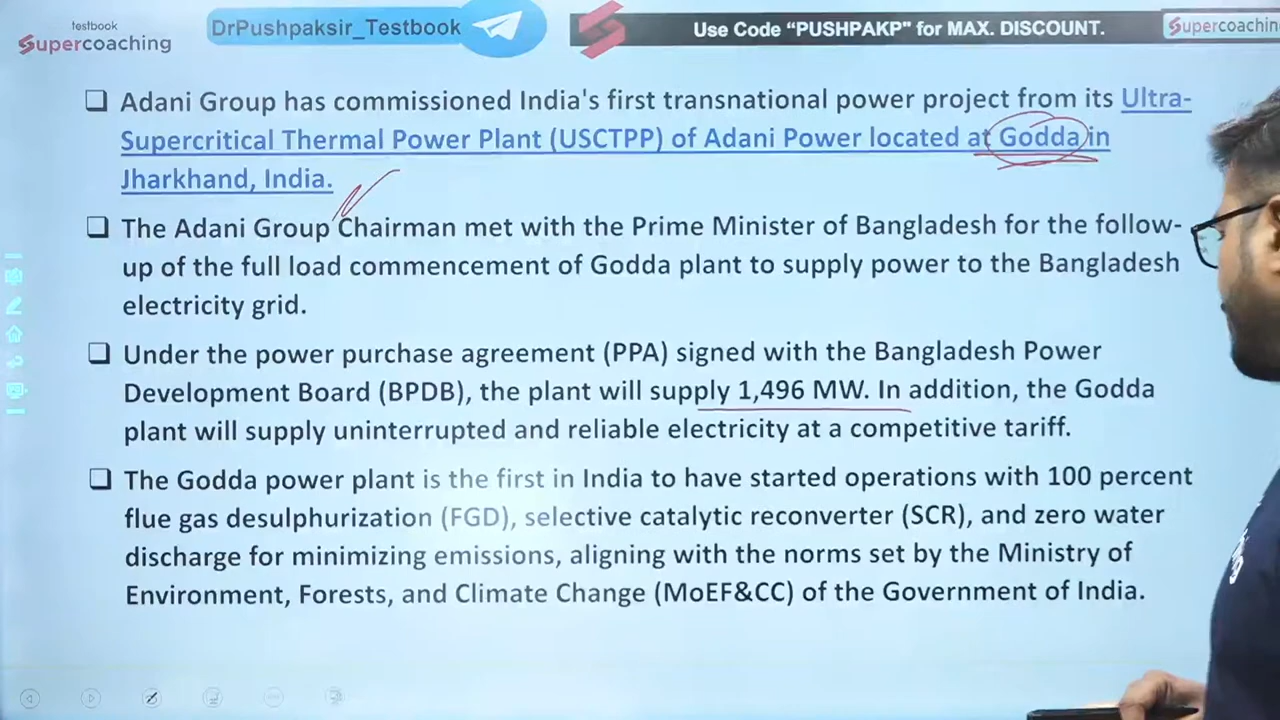 testbook
Supercoaching
DrPushpaksir_Testbook
Use Code “PUSHPAKP" for MAX. DISCOUNT.
Supercoachin
Adani Group has commissioned India's first transnational power project from its Ultra-
Supercritical Thermal Power Plant (USCTPP) of Adani Power located at Godda in
Jharkhand, India.
The Adani Group Chairman met with the Prime Minister of Bangladesh for the follow-
up of the full load commencement of Godda plant to supply power to the Bangladesh
electricity grid.
Under the power purchase agreement (PPA) signed with the Bangladesh Power
Development Board (BPDB), the plant will supply 1,496 MW. In addition, the Godda
plant will supply uninterrupted and reliable electricity at a competitive tariff.
The Godda power plant is the first in India to have started operations with 100 percent
flue gas desulphurization (FGD), selective catalytic reconverter (SCR), and zero water
discharge for minimizing emissions, aligning with the norms set by the Ministry of
Environment, Forests, and Climate Change (MoEF&CC) of the Government of India.